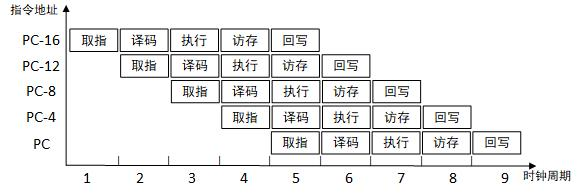 指令地址
PC-16 取指 译码 执行 访存 回写
PC-12 取指 译码 执行 访存 回写
PC-8 取指 译码 执行 访存 回写
PC-4 取指 译码 执行 访存 回写
PC 取指 译码 执行 访存 回写
1 2 3 4 5 6 7 8 9 时钟周期